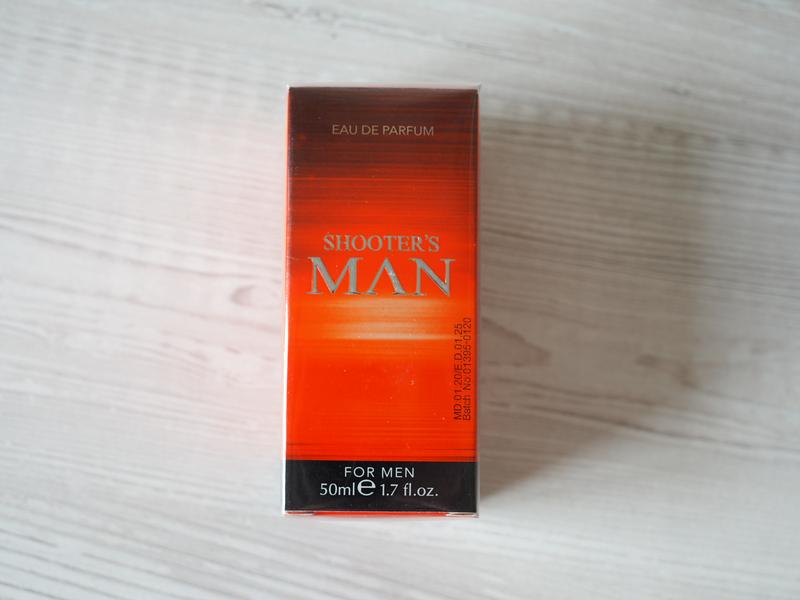 EAU DE PARFUM
SHOOTER'S
MAN
MD:01.20/E.D.01.25
Batch No:01395-0120
FOR MEN
50ml℮ 1.7 fl.oz.